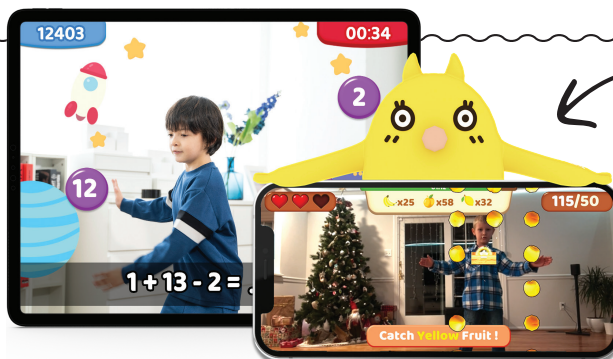 12403
00:34
2
12
1 + 13 - 2 =
x25
x58
x32
115/50
Catch Yellow Fruit !